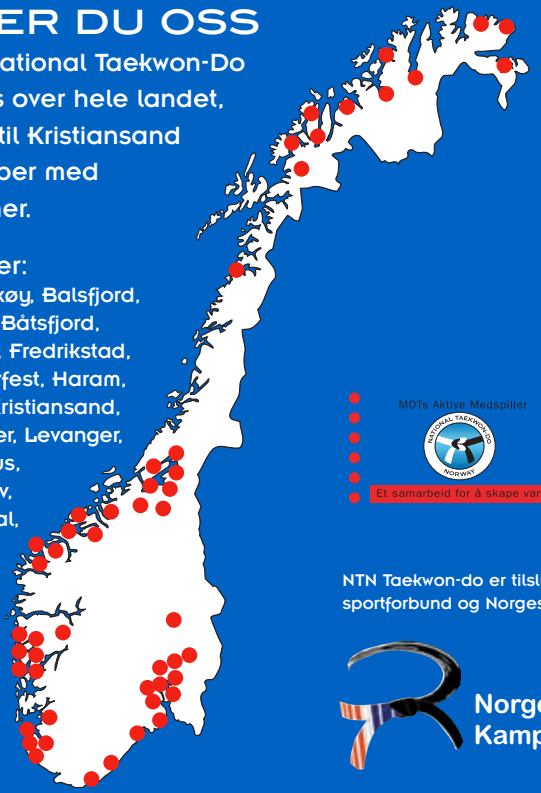 ER DU OSS
ational Taekwon-Do
s over hele landet,
til Kristiansand
per med
ner.
er:
køy, Balsfjord,
Båtsfjord,
, Fredrikstad,
rfest, Haram,
Kristiansand,
er, Levanger,
us,
v,
al,
MOTs Aktive Medspiller
NATIONAL TAEKWON-DO
NORWAY
Et samarbeid for å skape var
NTN Taekwon-do er tilsl
sportforbund og Norges
Norge
Kamp